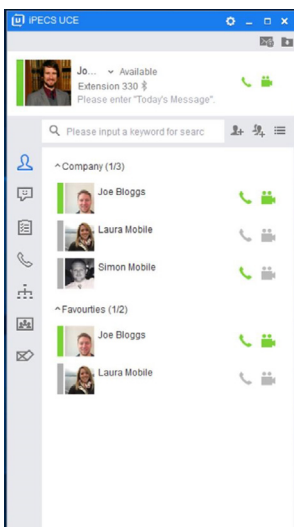 iPECS UCE
Jo... Available
Extension 330
Please enter "Today's Message".
Please input a keyword for searc
Company (1/3)
Joe Bloggs
Laura Mobile
Simon Mobile
Favourties (1/2)
Joe Bloggs
Laura Mobile